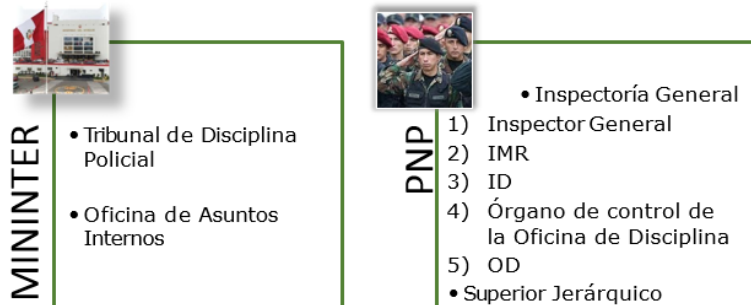 MININTER
• Tribunal de Disciplina
Policial
• Oficina de Asuntos
Internos
PNP
• Inspectoría General
1) Inspector General
2) IMR
3) ID
4) Órgano de control de
la Oficina de Disciplina
5) OD
• Superior Jerárquico